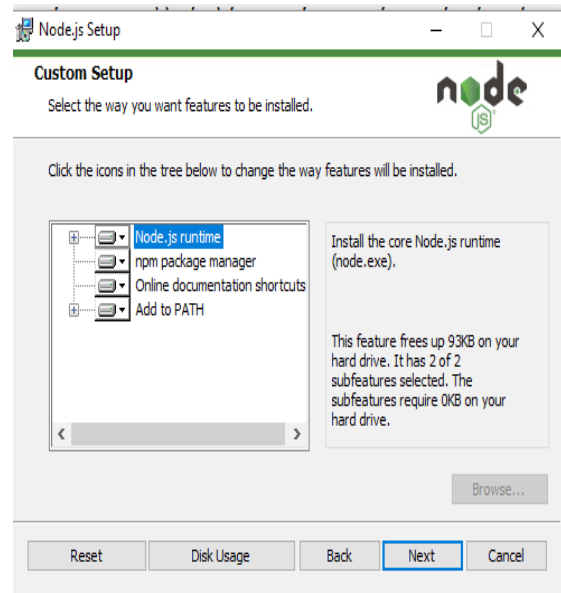 Node.js Setup
Custom Setup
Select the way you want features to be installed.
node
JS
Click the icons in the tree below to change the way features will be installed.
Node.js runtime
npm package manager
Online documentation shortcuts
Add to PATH
Install the core Node.js runtime
(node.exe).
This feature frees up 93KB on your
hard drive. It has 2 of 2
subfeatures selected. The
subfeatures require 0KB on your
hard drive.
Browse...
Reset
Disk Usage
Back
Next
Cancel